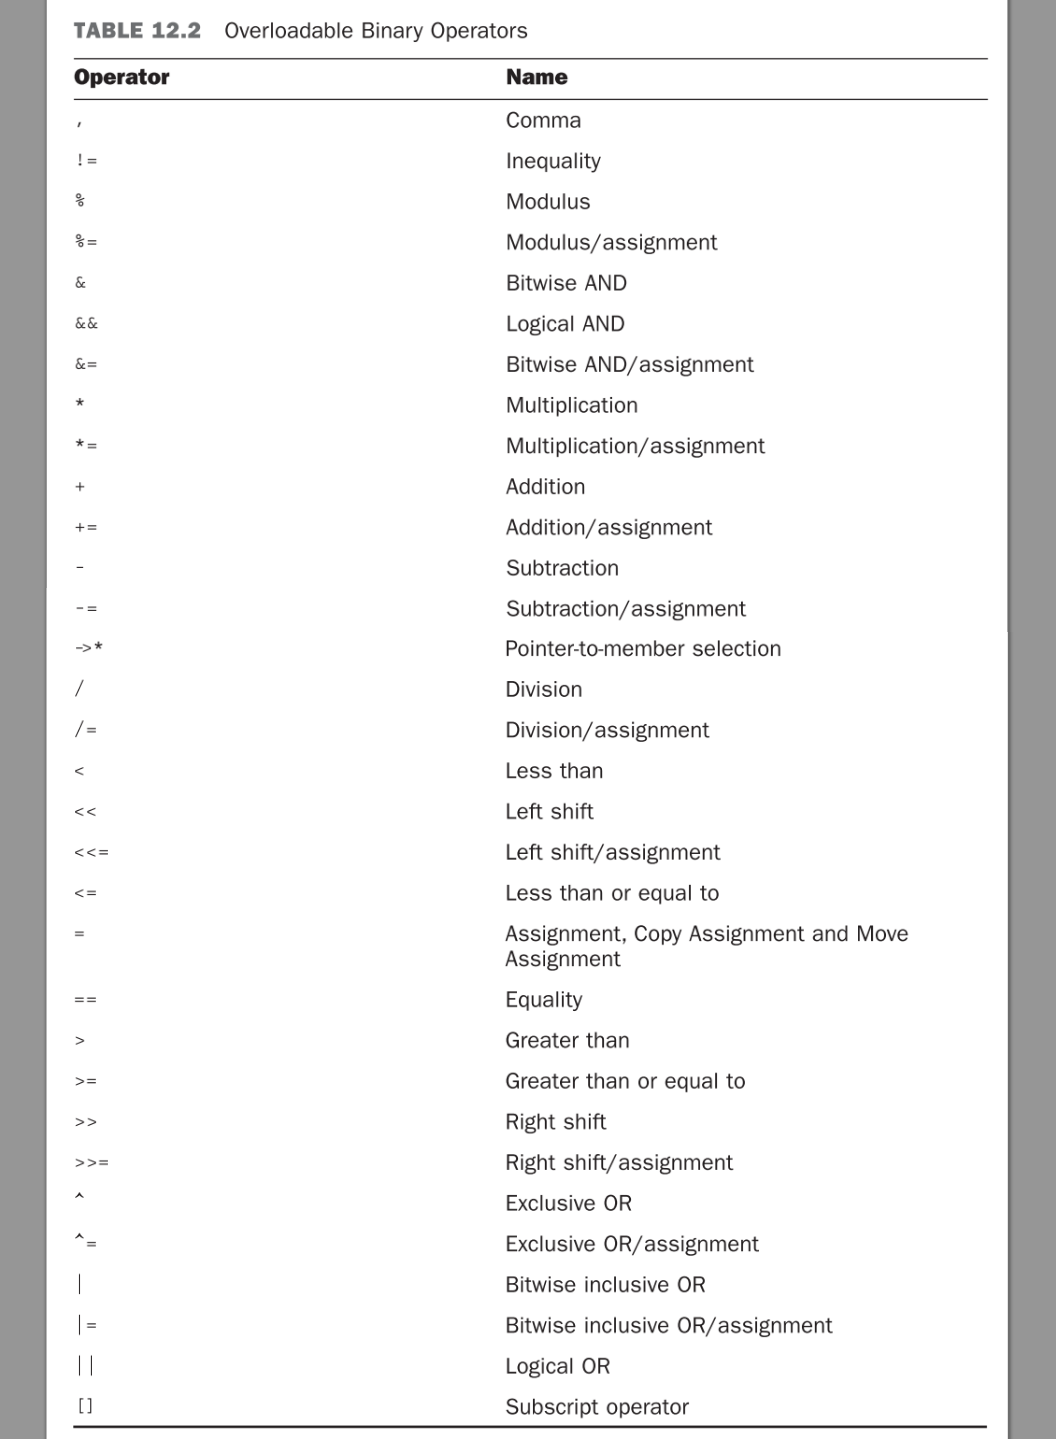 TABLE 12.2 Overloadable Binary Operators
Operator Name
, Comma
!= Inequality
% Modulus
%= Modulus/assignment
& Bitwise AND
&& Logical AND
&= Bitwise AND/assignment
* Multiplication
*= Multiplication/assignment
+ Addition
+= Addition/assignment
- Subtraction
-= Subtraction/assignment
->* Pointer-to-member selection
/ Division
/= Division/assignment
< Less than
<< Left shift
<<= Left shift/assignment
<= Less than or equal to
= Assignment, Copy Assignment and Move
Assignment
== Equality
> Greater than
>= Greater than or equal to
>> Right shift
>>= Right shift/assignment
^ Exclusive OR
^= Exclusive OR/assignment
| Bitwise inclusive OR
|= Bitwise inclusive OR/assignment
|| Logical OR
[] Subscript operator